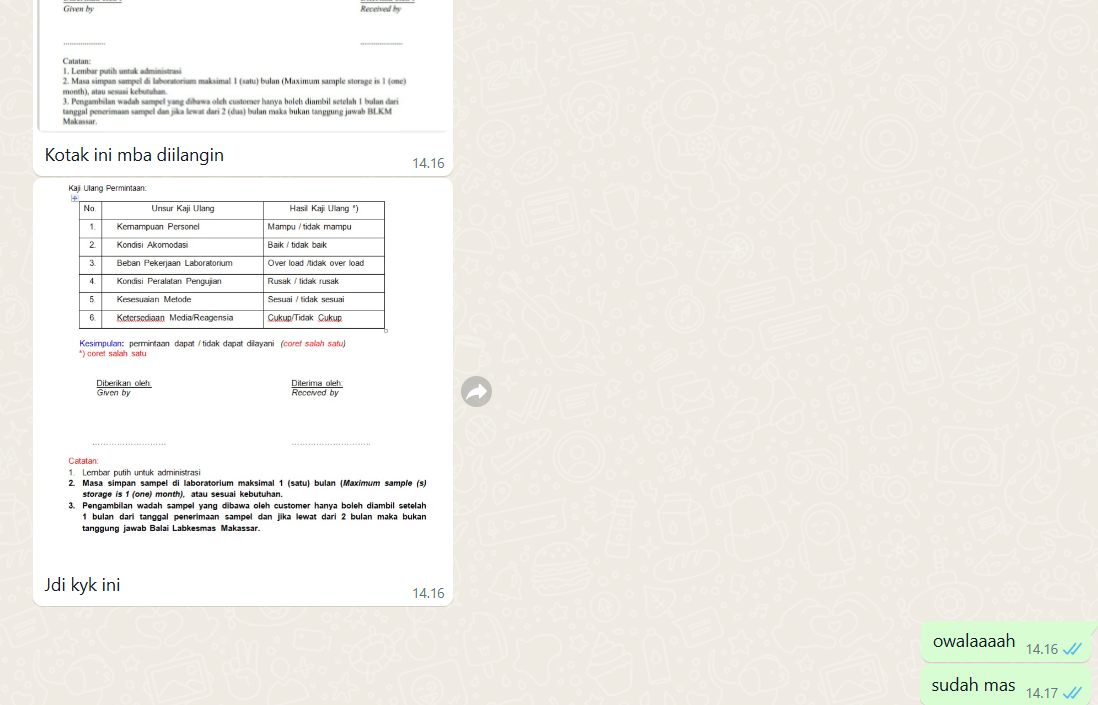 Given by Received by
Catatan:
1. Lembar putih untuk administrasi
2. Masa simpan sampel di laboratorium maksimal 1 (satu) bulan (Maximum sample storage is 1 (one)
month), atau sesuai kebutuhan.
3. Pengambilan wadah sampel yang dibawa oleh customer hanya boleh diambil setelah 1 bulan dari
tanggal penerimaan sampel dan jika lewat dari 2 (dua) bulan maka bukan tanggung jawab BLKM
Makassar.
Kotak ini mba diilangin
14.16
Kaji Ulang Permintaan:
No. Unsur Kaji Ulang Hasil Kaji Ulang *)
1. Kemampuan Personel Mampu / tidak mampu
2. Kondisi Akomodasi Baik / tidak baik
3. Beban Pekerjaan Laboratorium Over load /tidak over load
4. Kondisi Peralatan Pengujian Rusak / tidak rusak
5. Kesesuaian Metode Sesuai / tidak sesuai
6. Ketersediaan Media/Reagensia Cukup/Tidak Cukup
Kesimpulan: permintaan dapat / tidak dapat dilayani (coret salah satu)
*) coret salah satu
Diberikan oleh: Diterima oleh:
Given by Received by
Catatan:
1. Lembar putih untuk administrasi
2. Masa simpan sampel di laboratorium maksimal 1 (satu) bulan (Maximum sample (s)
storage is 1 (one) month), atau sesuai kebutuhan.
3. Pengambilan wadah sampel yang dibawa oleh customer hanya boleh diambil setelah
1 bulan dari tanggal penerimaan sampel dan jika lewat dari 2 bulan maka bukan
tanggung jawab Balai Labkesmas Makassar.
Jdi kyk ini
14.16
owalaaaah 14.16
sudah mas 14.17